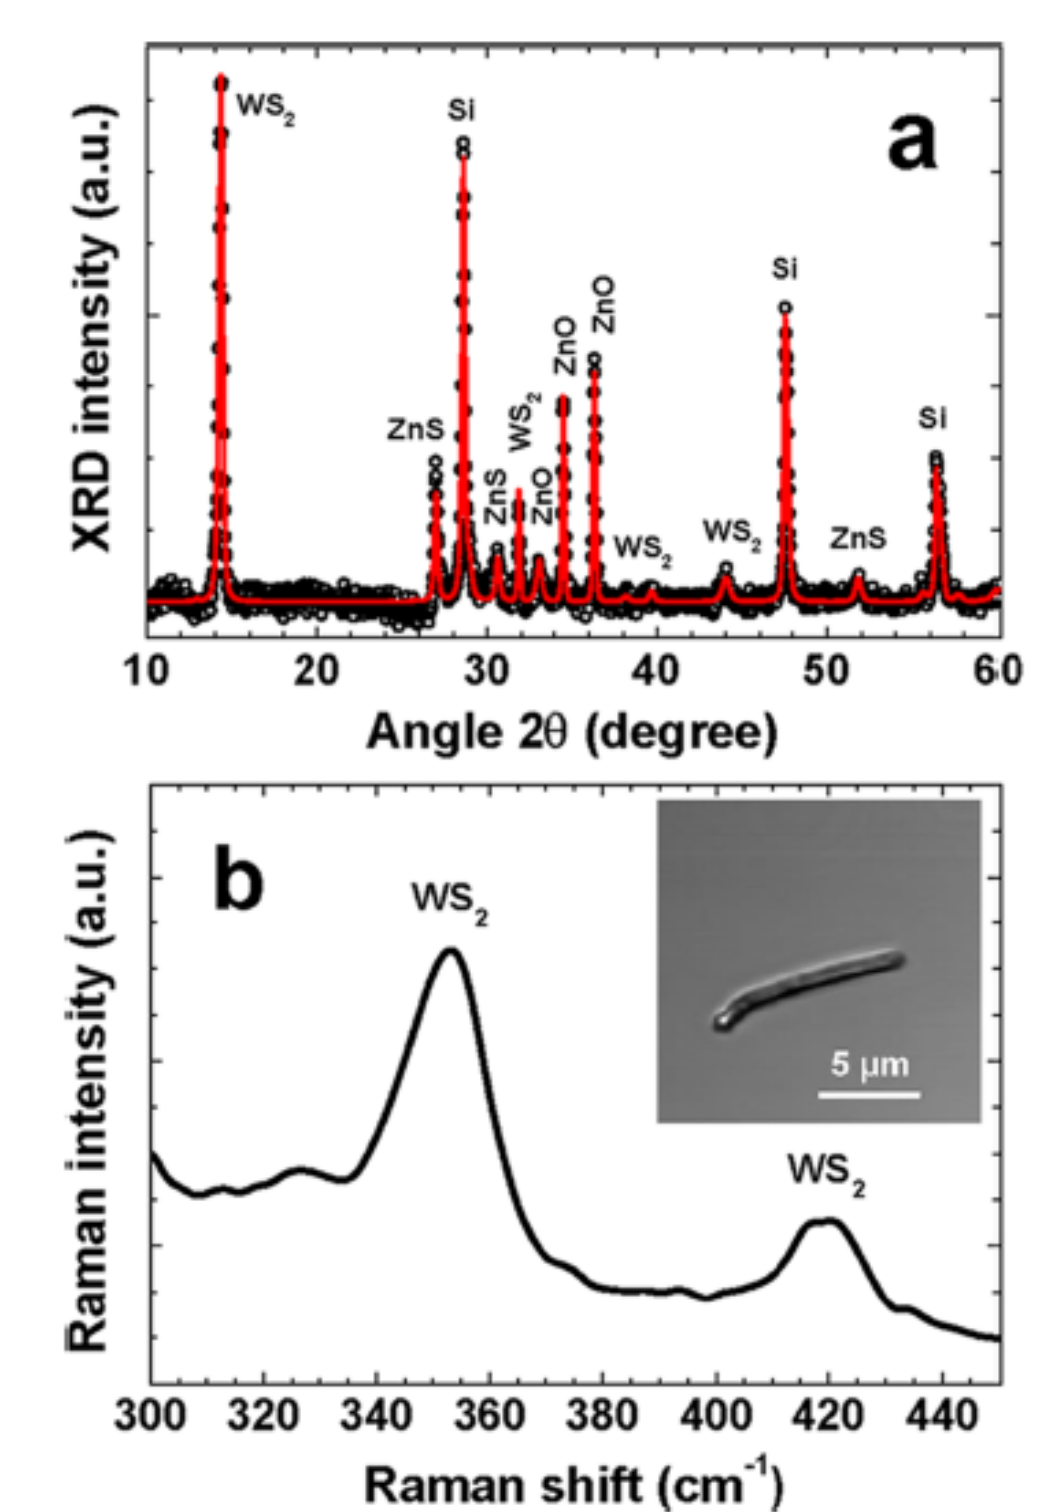 a
XRD intensity (a.u.)
WS2
Si
ZnS
ZnS
WS2
ZnO
ZnO
ZnO
WS2
WS2
Si
ZnS
Si
10 20 30 40 50 60
Angle 2θ (degree)
b
Raman intensity (a.u.)
WS2
5 µm
WS2
300 320 340 360 380 400 420 440
Raman shift (cm-1)